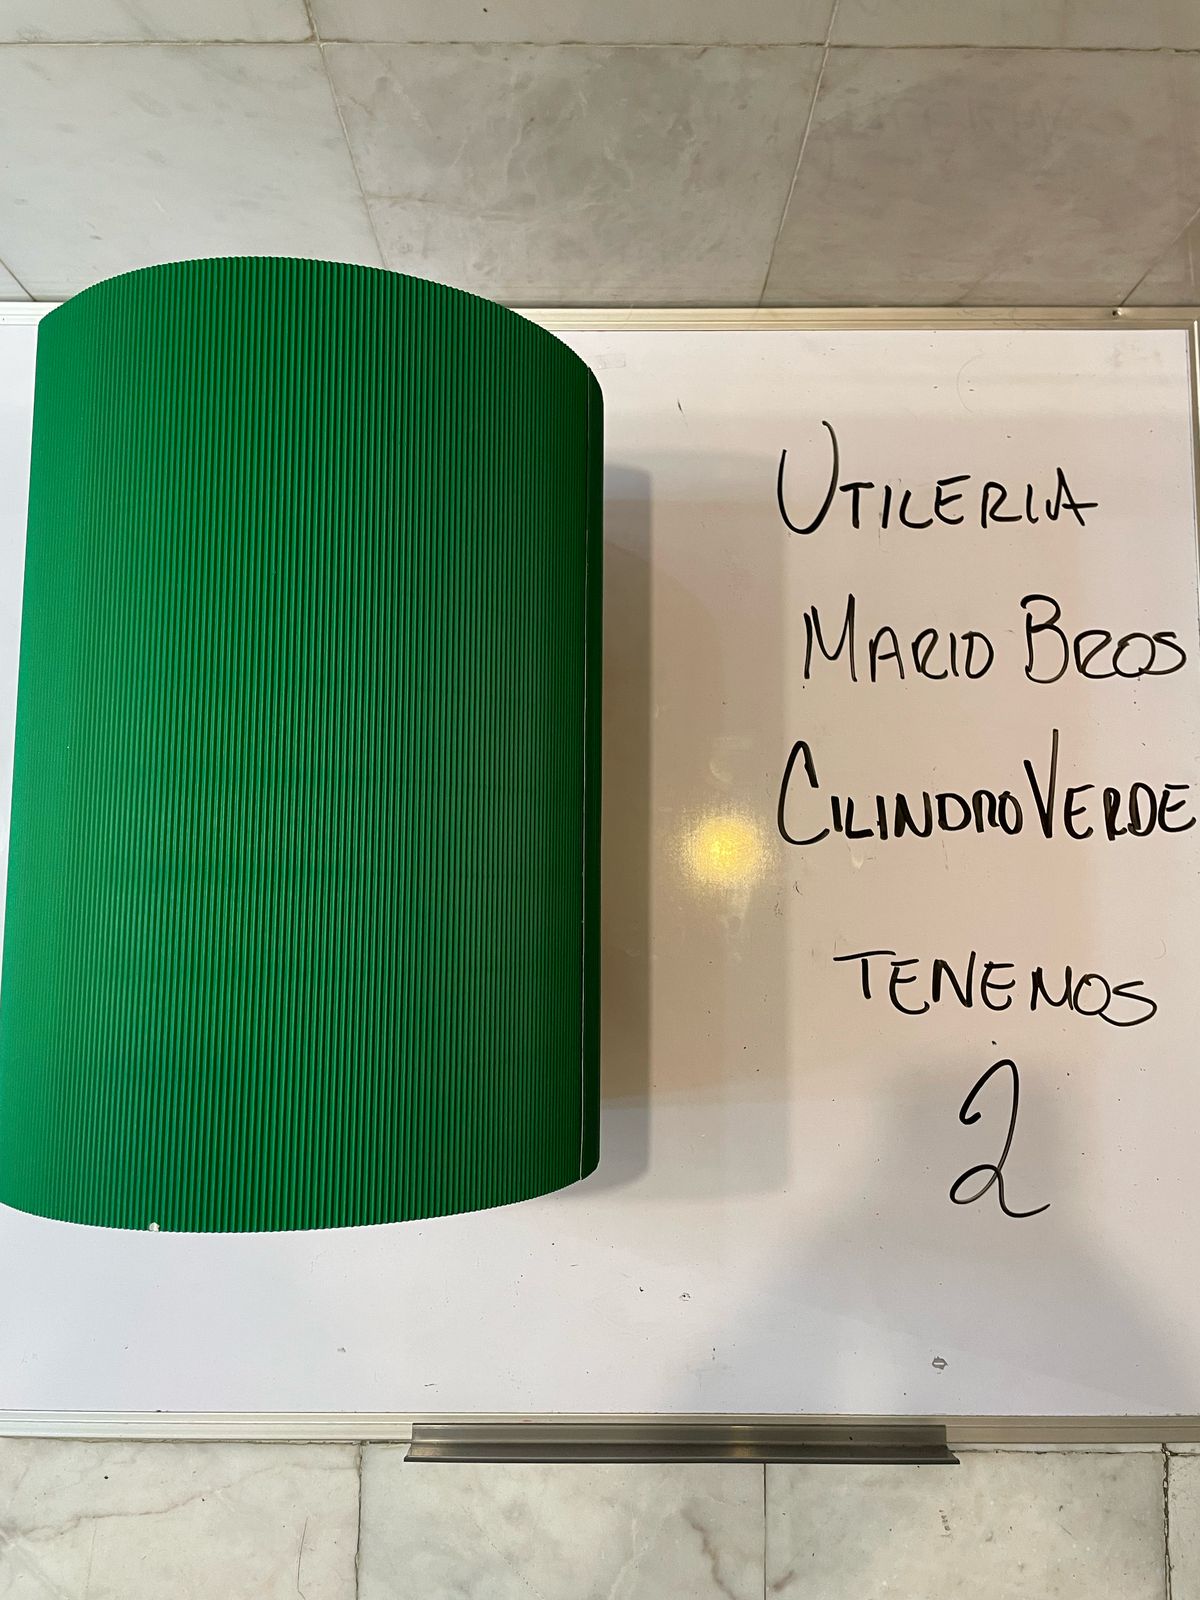 UTILERIA
MARIO BROS
CILINDRO VERDE
TENEMOS
2